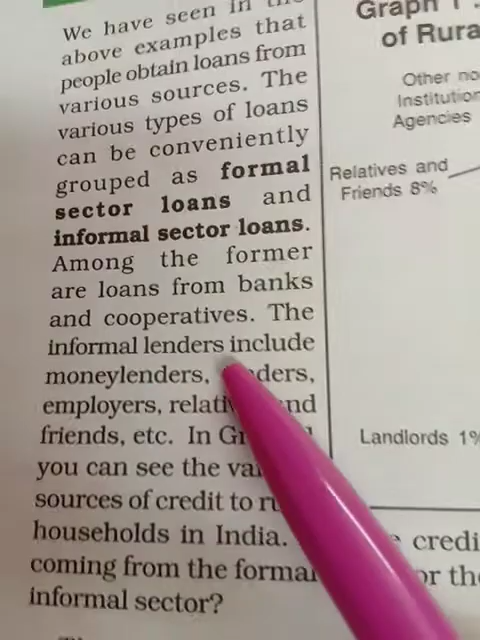 We have seen in
above examples that
people obtain loans from
various sources. The
various types of loans
can be conveniently
grouped as formal
sector loans and
informal sector loans.
Among the former
are loans from banks
and cooperatives. The
informal lenders include
moneylenders,
employers,
friends, etc. In
you can see the
sources of credit to
households in India.
coming from the
informal sector?
Graph 1
of Rura
Other no
Institution
Agencies
Relatives and
Friends 8%
Landlords 1%
credi